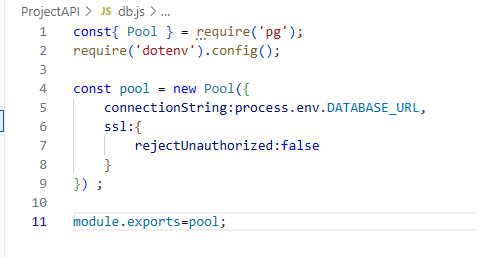 ProjectAPI > JS db.js > ...
1 const{ Pool } = require('pg');
2 require('dotenv').config();
3
4 const pool = new Pool({
5     connectionString:process.env.DATABASE_URL,
6     ssl:{
7         rejectUnauthorized:false
8     }
9 }) ;
10
11 module.exports=pool;